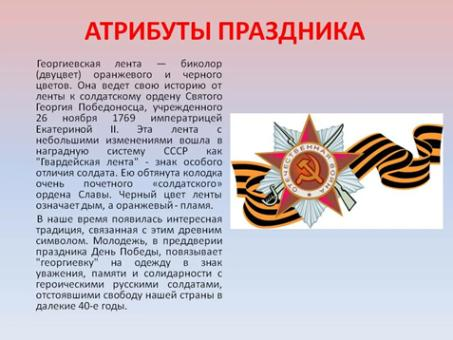 АТРИБУТЫ ПРАЗДНИКА
Георгиевская лента — биколор
(двуцвет) оранжевого и черного
цветов. Она ведет свою историю от
ленты к солдатскому ордену Святого
Георгия Победоносца, учрежденного
26 ноября 1769 императрицей
Екатериной II. Эта лента с
небольшими изменениями вошла в
наградную систему СССР как
"Гвардейская лента" - знак особого
отличия солдата. Ею обтянута колодка
очень почетного «солдатского»
ордена Славы. Черный цвет ленты
означает дым, а оранжевый - пламя.
В наше время появилась интересная
традиция, связанная с этим древним
символом. Молодежь, в преддверии
праздника День Победы, повязывает
"георгиевку" на одежду в знак
уважения, памяти и солидарности с
героическими русскими солдатами,
отстоявшими свободу нашей страны в
далекие 40-е годы.
ОТЕЧЕСТВЕННАЯ ВОЙНА